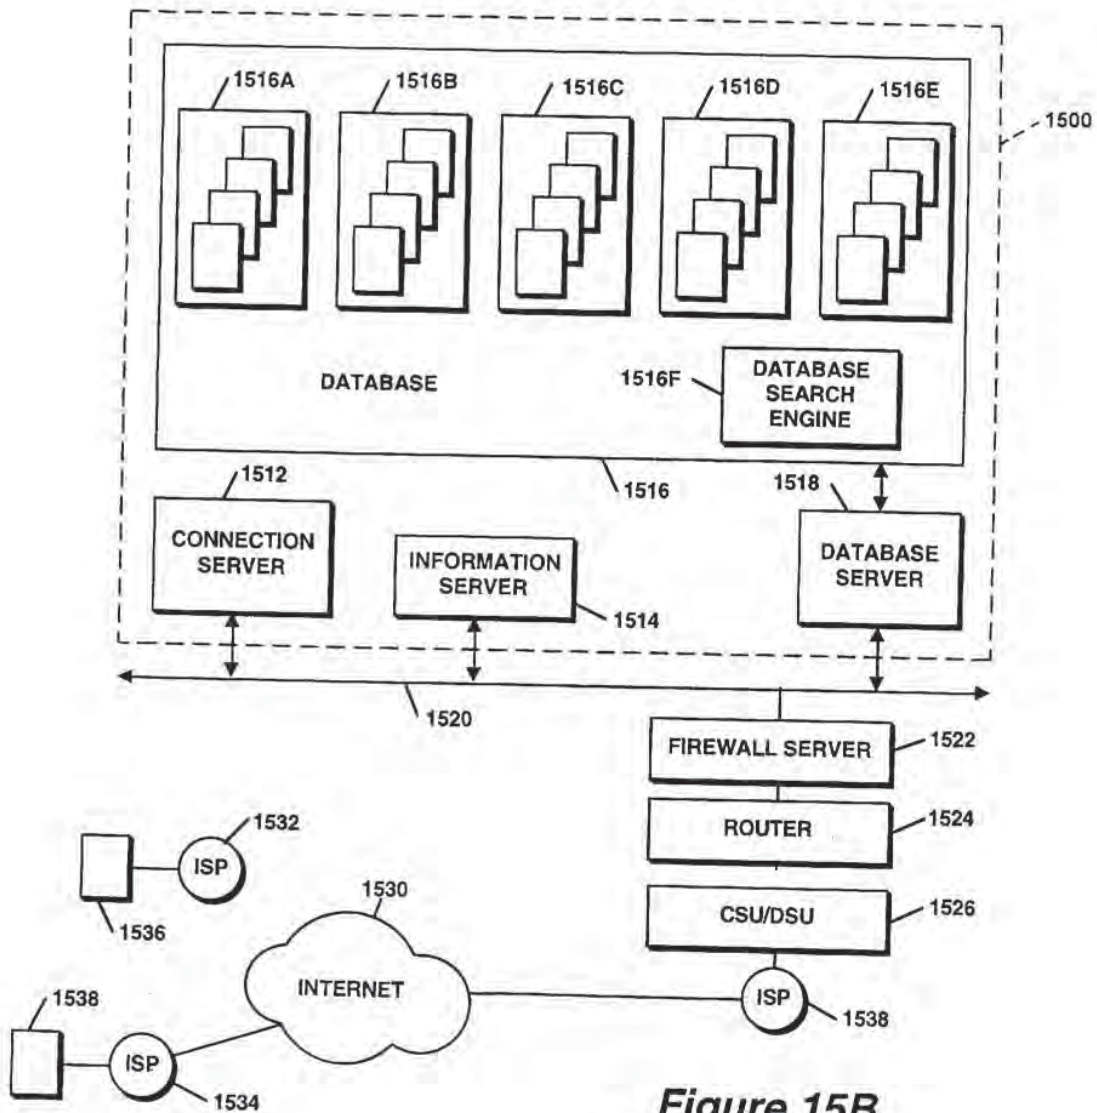 1516A
1516B
1516C
1516D
1516E
1500
DATABASE
1516F
DATABASE
SEARCH
ENGINE
1512
1516
1518
CONNECTION
SERVER
INFORMATION
SERVER
1514
DATABASE
SERVER
1520
FIREWALL SERVER
1522
ROUTER
1524
CSU/DSU
1526
1532
ISP
1536
1530
INTERNET
ISP
1538
1538
ISP
1534
Figure 15B